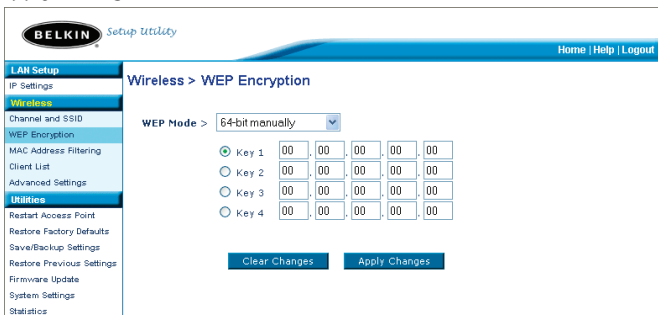 BELKIN Setup Utility
Home | Help | Logout
LAN Setup
IP Settings
Wireless
Channel and SSID
WEP Encryption
MAC Address Filtering
Client List
Advanced Settings
Utilities
Restart Access Point
Restore Factory Defaults
Save/Backup Settings
Restore Previous Settings
Firmware Update
System Settings
Statistics
Wireless > WEP Encryption
WEP Mode > 64-bit manually
Key 1 00 . 00 . 00 . 00 . 00
Key 2 00 . 00 . 00 . 00 . 00
Key 3 00 . 00 . 00 . 00 . 00
Key 4 00 . 00 . 00 . 00 . 00
Clear Changes Apply Changes